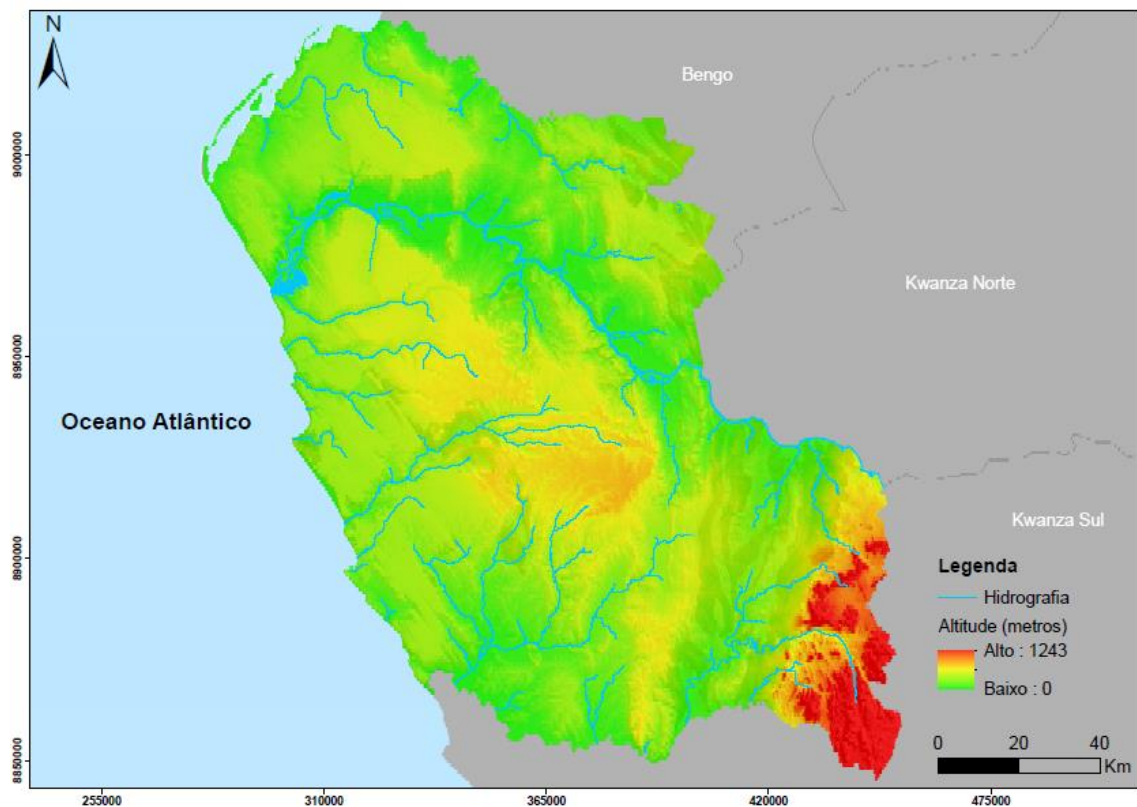 N
Bengo
Kwanza Norte
Oceano Atlântico
Kwanza Sul
Legenda
Hidrografia
Altitude (metros)
Alto : 1243
Baixo : 0
0 20 40
Km
9000000
8950000
8900000
8850000
255000 310000 365000 420000 475000